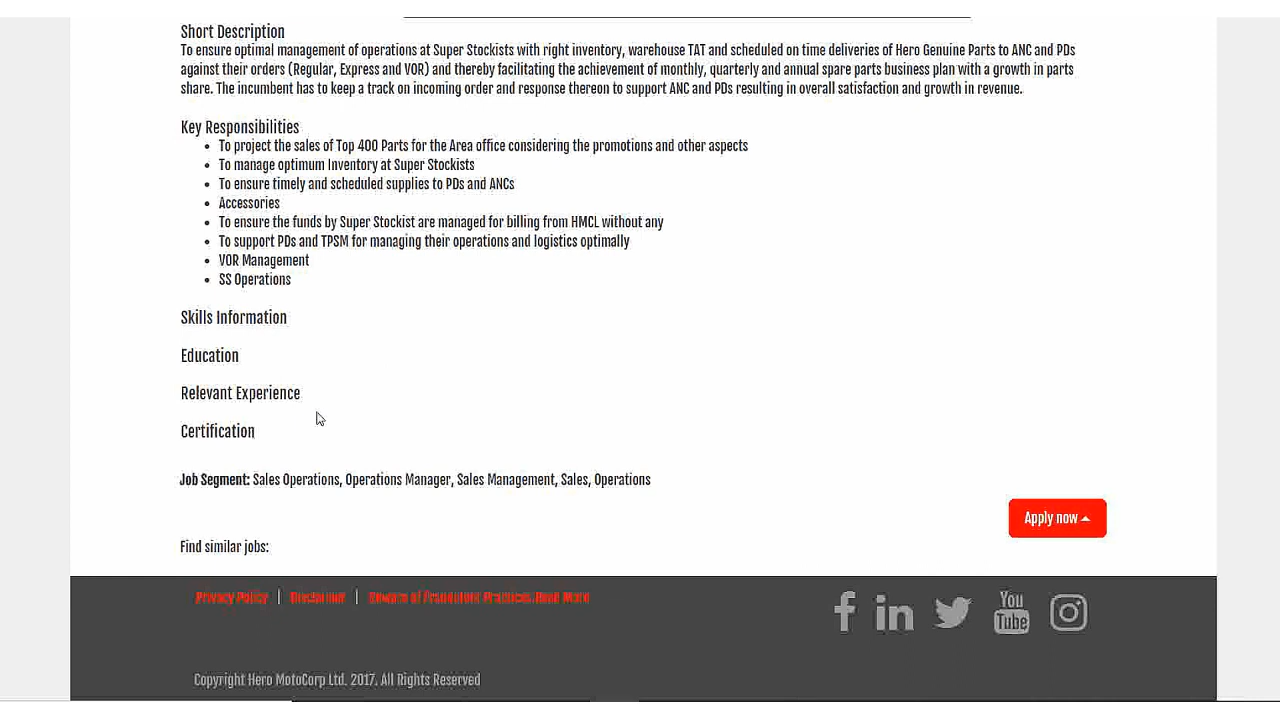 Short Description
To ensure optimal management of operations at Super Stockists with right inventory, warehouse TAT and scheduled on time deliveries of Hero Genuine Parts to ANC and PDs
against their orders (Regular, Express and VOR) and thereby facilitating the achievement of monthly, quarterly and annual spare parts business plan with a growth in parts
share. The incumbent has to keep a track on incoming order and response thereon to support ANC and PDs resulting in overall satisfaction and growth in revenue.
Key Responsibilities
• To project the sales of Top 400 Parts for the Area office considering the promotions and other aspects
• To manage optimum Inventory at Super Stockists
• To ensure timely and scheduled supplies to PDs and ANCs
• Accessories
• To ensure the funds by Super Stockist are managed for billing from HMCL without any
• To support PDs and TPSM for managing their operations and logistics optimally
• VOR Management
• SS Operations
Skills Information
Education
Relevant Experience
Certification
Job Segment: Sales Operations, Operations Manager, Sales Management, Sales, Operations
Apply now
Find similar jobs:
Privacy Policy | Disclaimer | Beware of Fraudulent Practices.Read More
You
Tube
Copyright Hero MotoCorp Ltd. 2017. All Rights Reserved